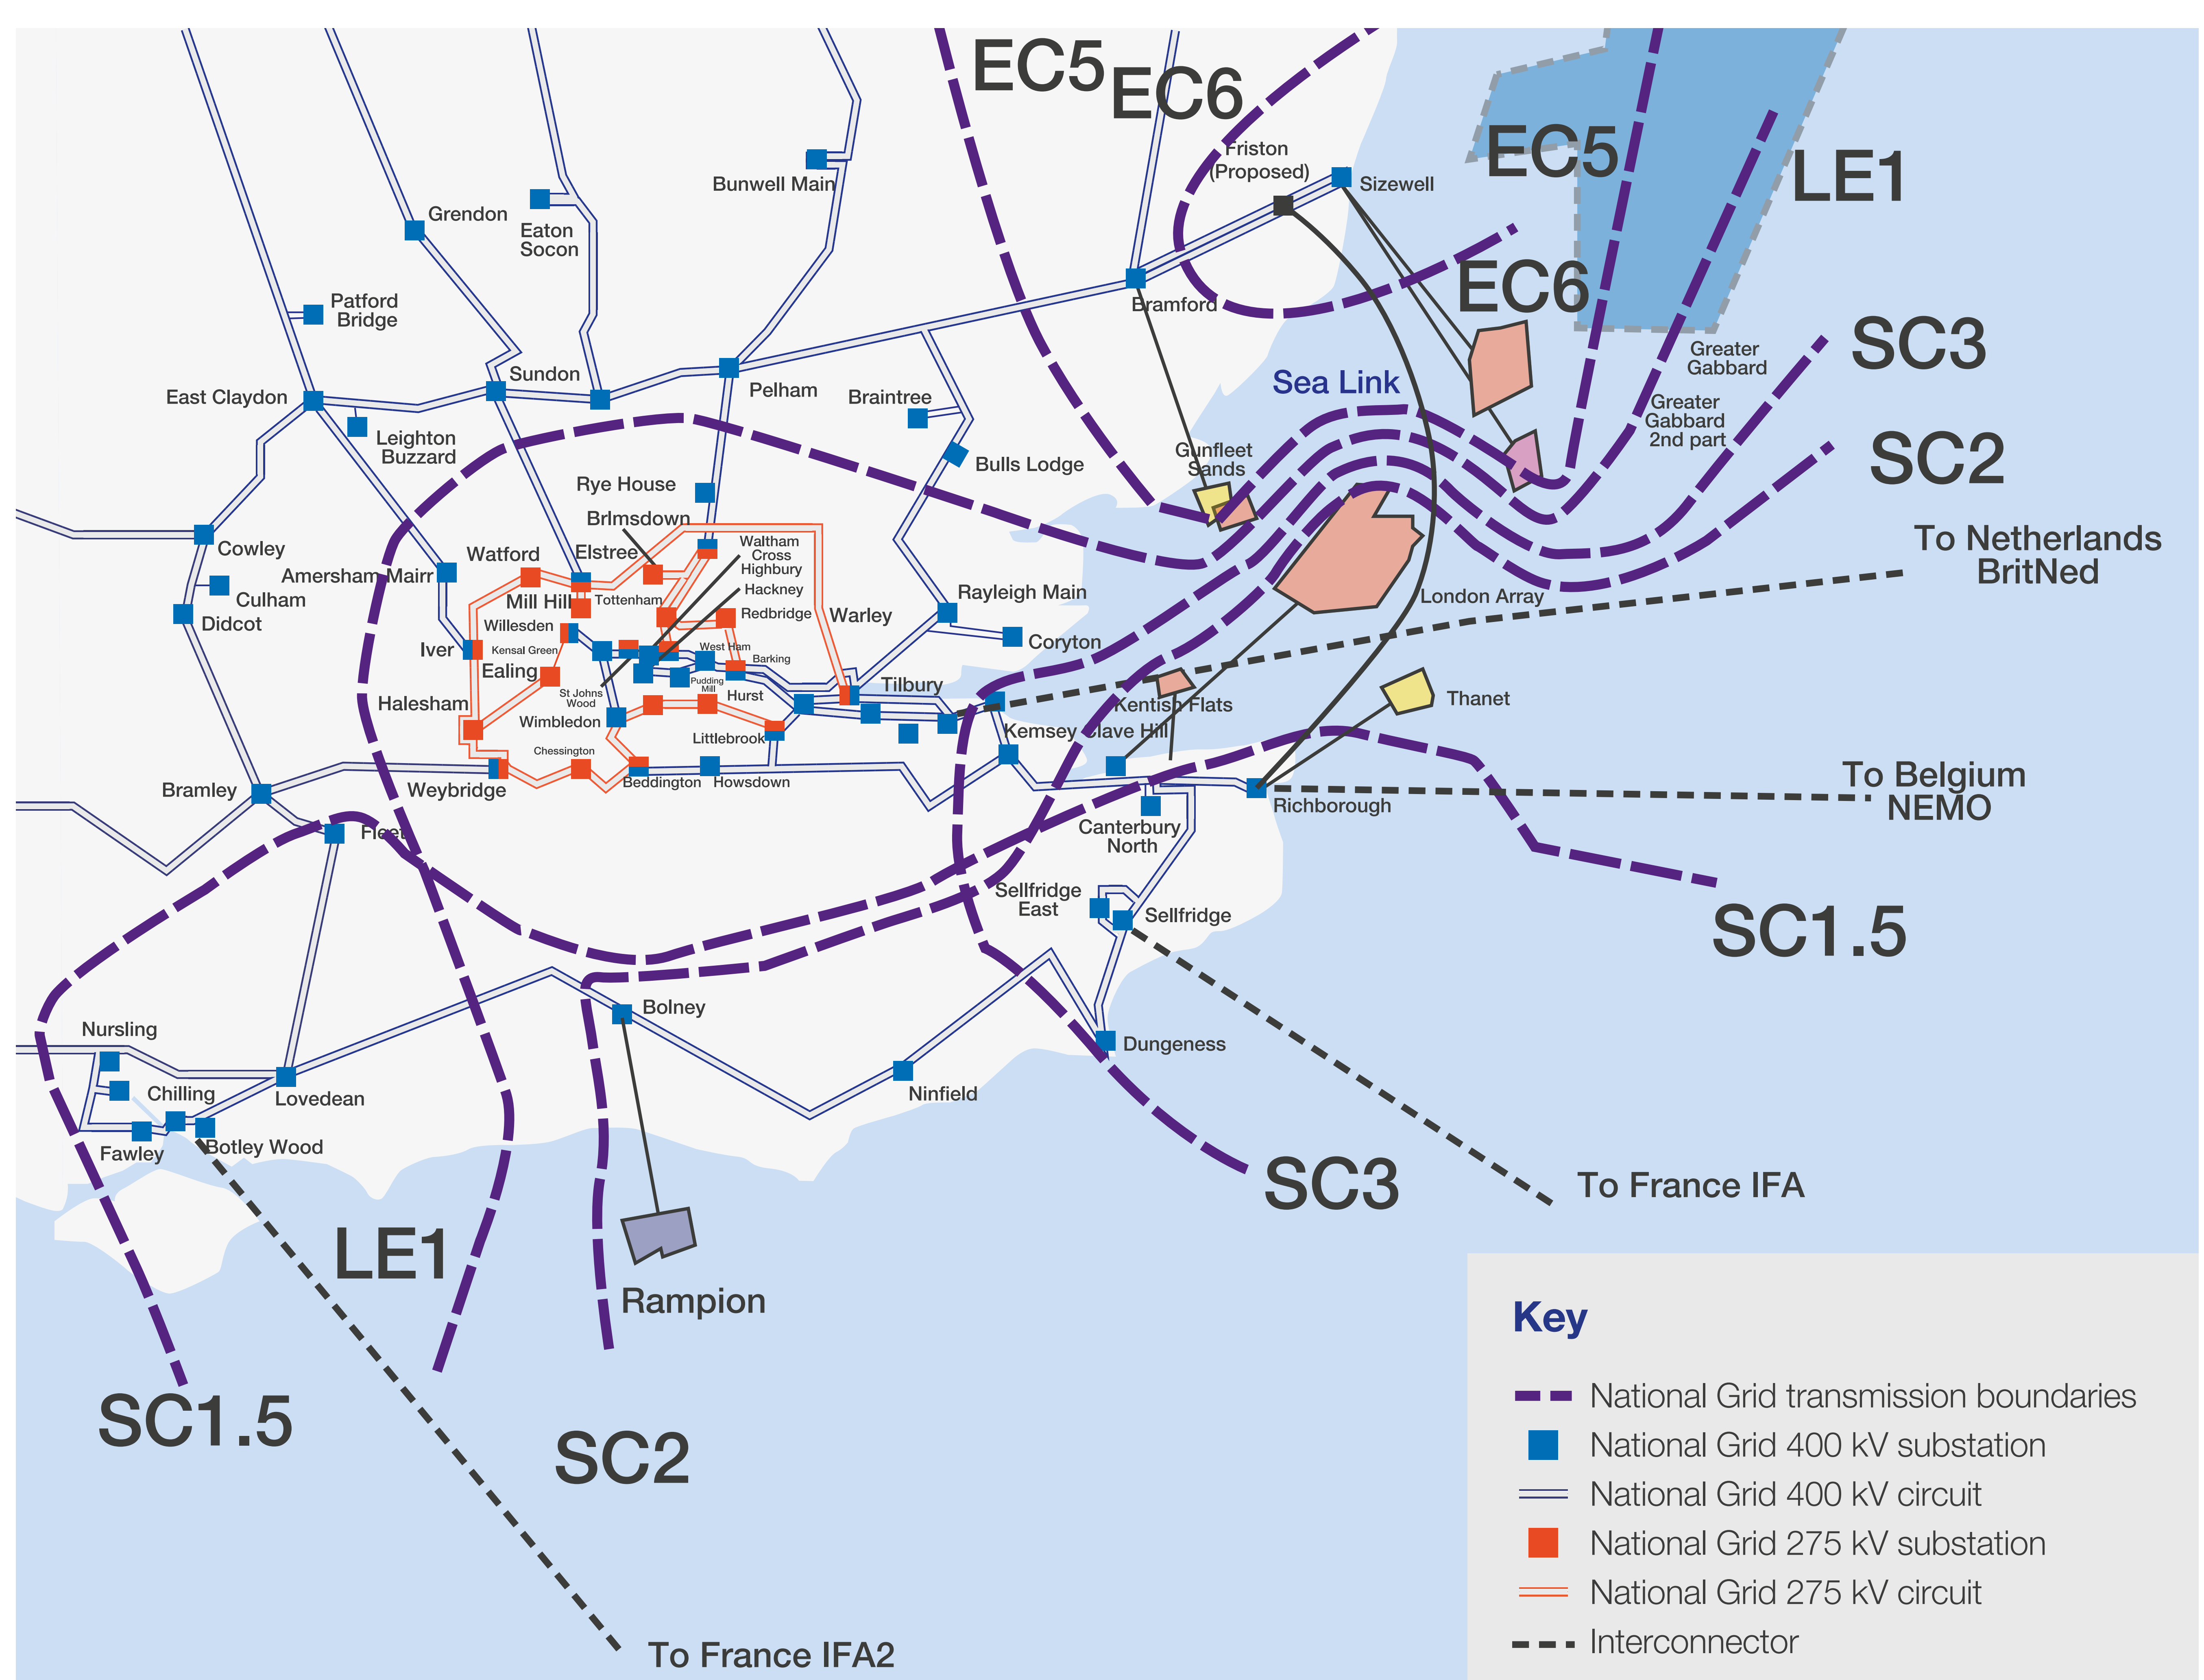 EC5
EC6
Friston
(Proposed)
Sizewell
EC5
LE1
Bunwell Main
Grendon
Eaton
Socon
Patford
Bridge
Bramford
EC6
SC3
Greater
Gabbard
Sea Link
Sundon
Pelham
East Claydon
Braintree
Greater
Gabbard
2nd part
Leighton
Buzzard
Gunfleet
Sands
Bulls Lodge
SC2
Rye House
BrImsdown
To Netherlands
BritNed
Cowley
Watford
Elstree
Waltham
Cross
Highbury
Amersham Mairr
Hackney
Culham
Mill Hill
Tottenham
Rayleigh Main
London Array
Didcot
Redbridge
Warley
Willesden
Iver
Kensal Green
West Ham
Barking
Coryton
Ealing
Pudding
Mill
Hurst
Tilbury
St Johns
Wood
Halesham
Kentish Flats
Thanet
Wimbledon
Littlebrook
Kemsey
Clave Hill
Chessington
Beddington
Howsdown
Bramley
Weybridge
Richborough
To Belgium
NEMO
Fleet
Canterbury
North
Sellfridge
East
Sellfridge
SC1.5
Bolney
Nursling
Dungeness
Chilling
Lovedean
Ninfield
Fawley
Botley Wood
SC3
To France IFA
LE1
Rampion
SC1.5
SC2
To France IFA2
Key
National Grid transmission boundaries
National Grid 400 kV substation
National Grid 400 kV circuit
National Grid 275 kV substation
National Grid 275 kV circuit
Interconnector